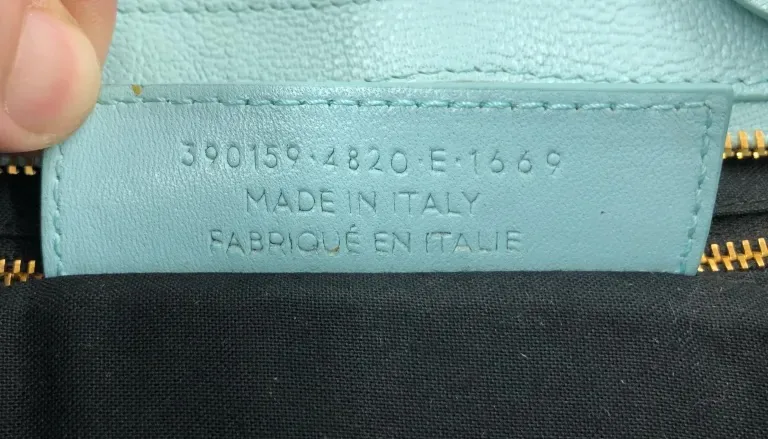 390159·4820·E·1669
MADE IN ITALY
FABRIQUÉ EN ITALIE